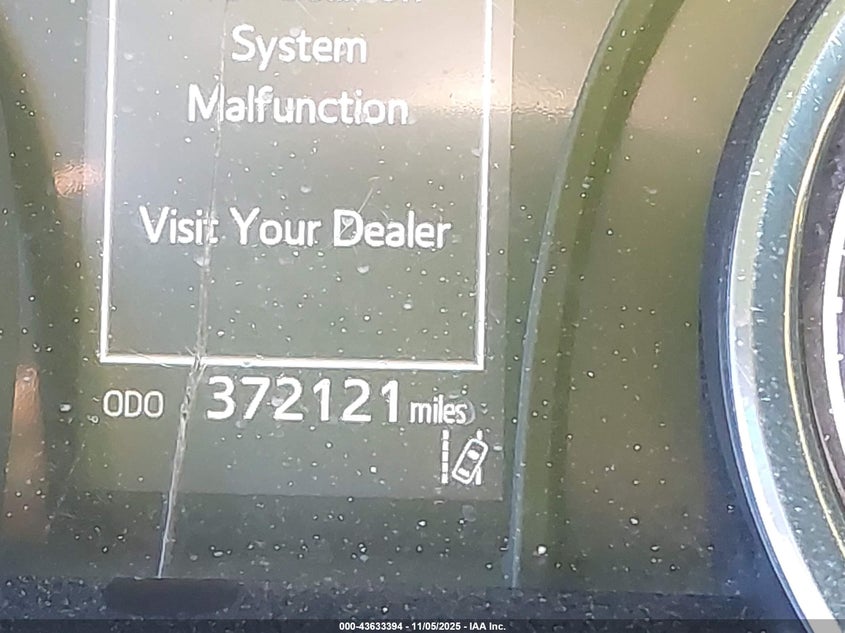 System
Malfunction
Visit Your Dealer
ODO 372121 miles
000-43633394 - 11/05/2025 - IAA Inc.